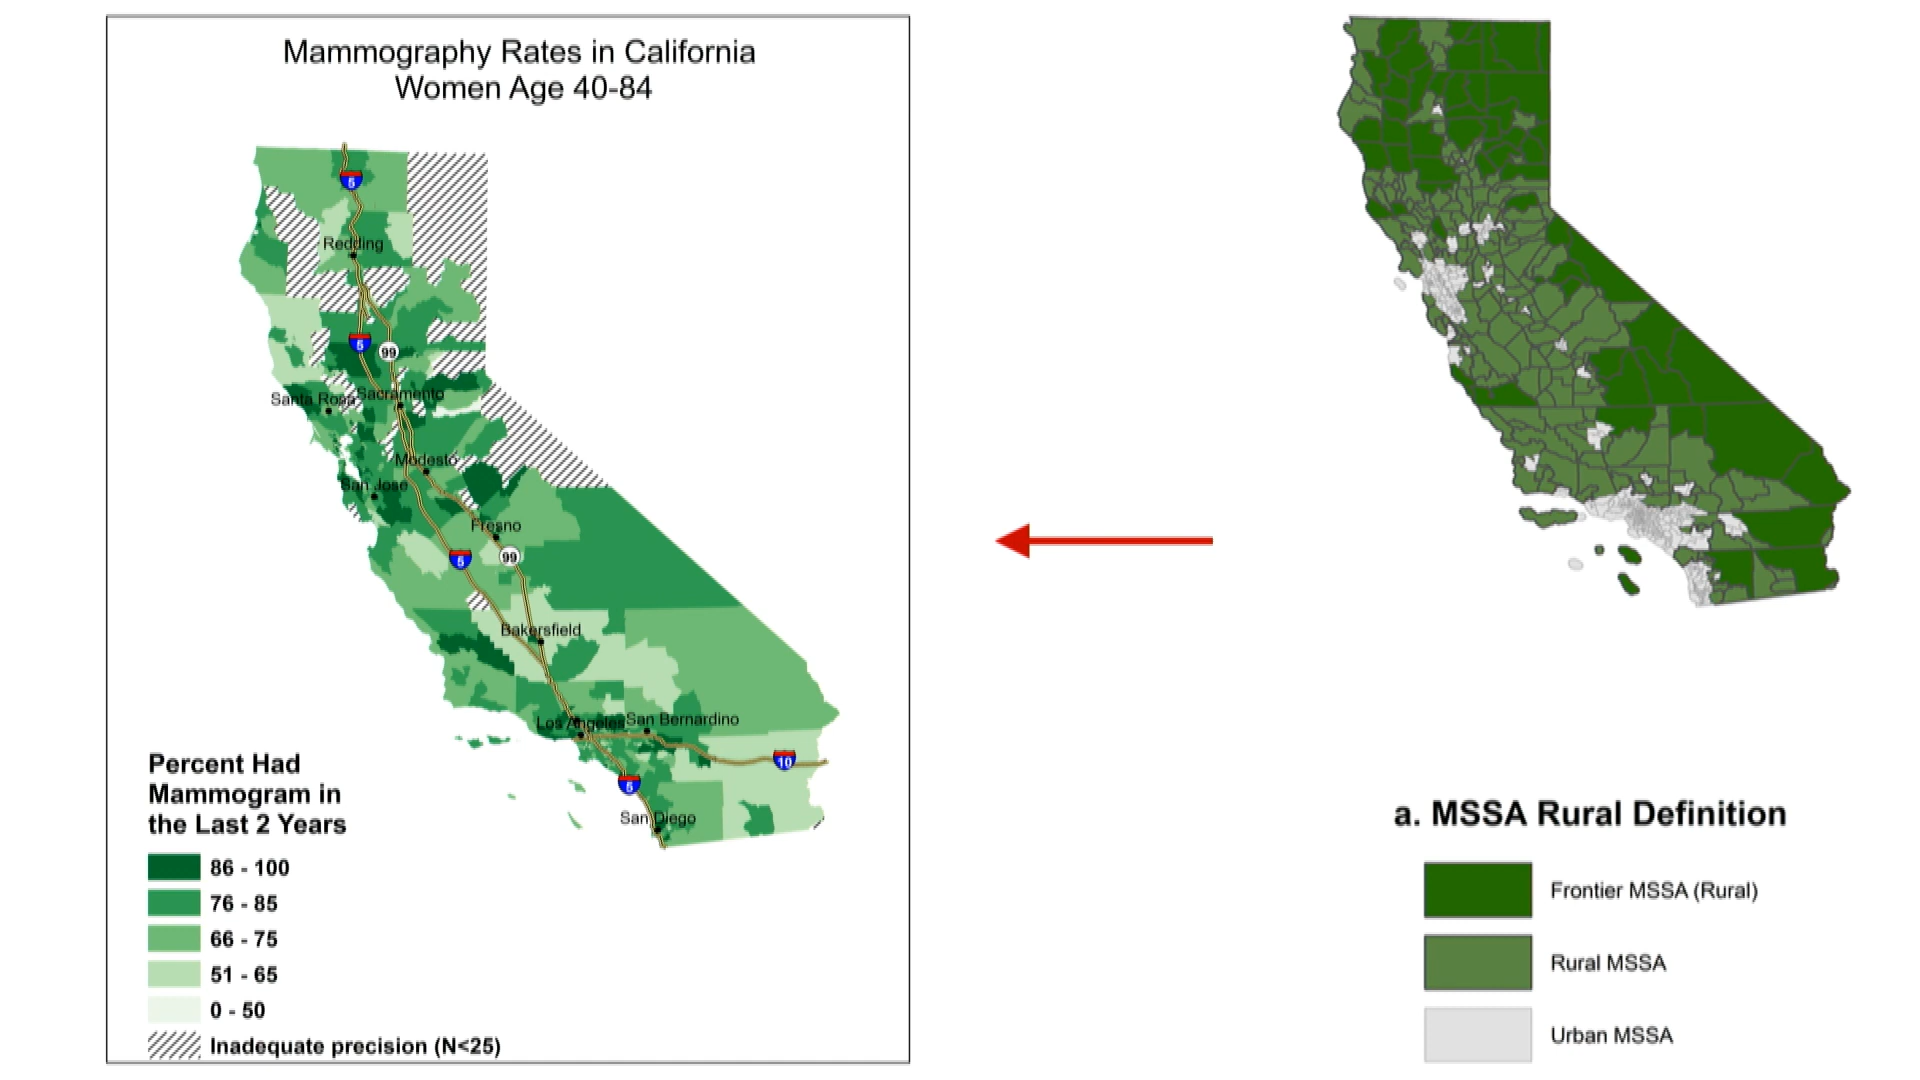 Mammography Rates in California
Women Age 40-84
5
Redding
5
99
Santa Rosa
Sacramento
Modesto
San Jose
Fresno
5
99
Bakersfield
Los Angeles
San Bernardino
10
5
San Diego
Percent Had
Mammogram in
the Last 2 Years
86 - 100
76 - 85
66 - 75
51 - 65
0 - 50
Inadequate precision (N<25)
a. MSSA Rural Definition
Frontier MSSA (Rural)
Rural MSSA
Urban MSSA